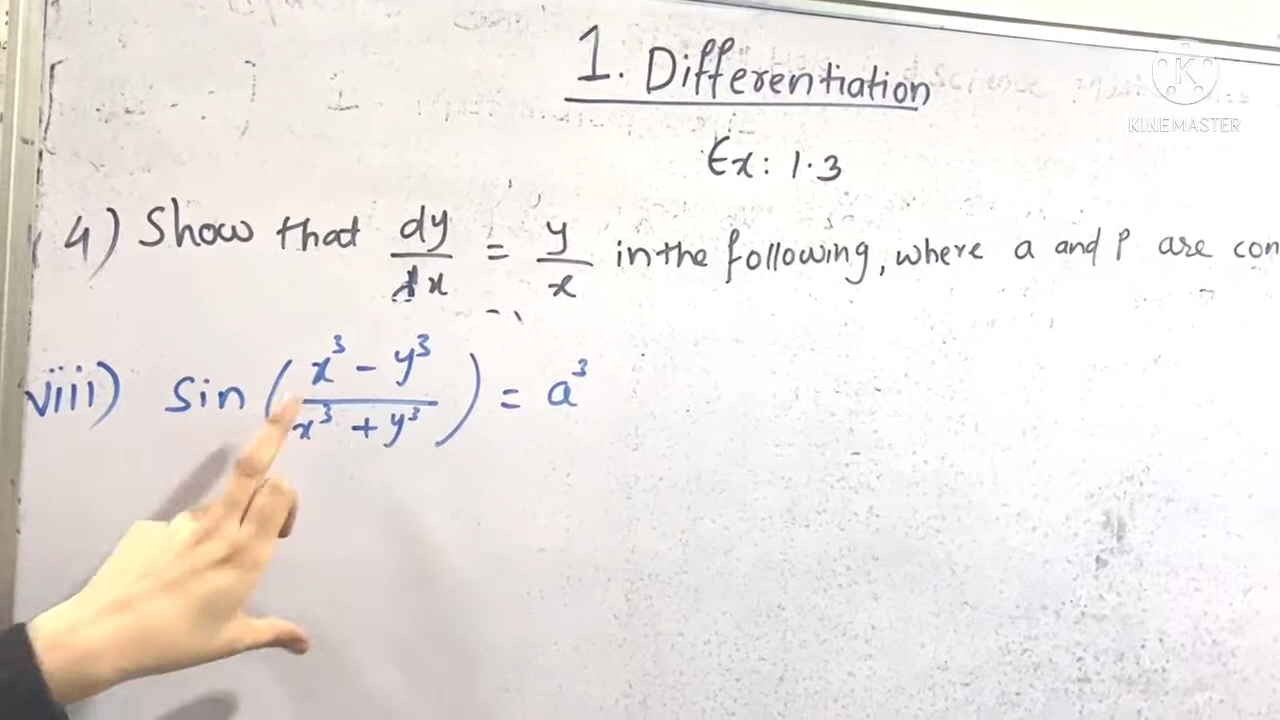 1. Differentiation
KINEMASTER
Ex: 1.3
4) Show that dy/dx = y/x in the following, where a and p are con
viii) sin(x³ - y³ / x³ + y³) = a³